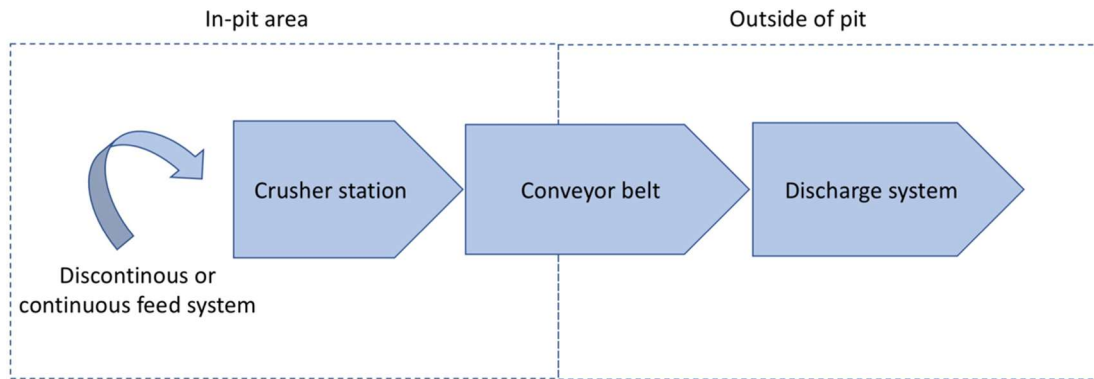 In-pit area
Outside of pit
Crusher station
Conveyor belt
Discharge system
Discontinous or
continuous feed system